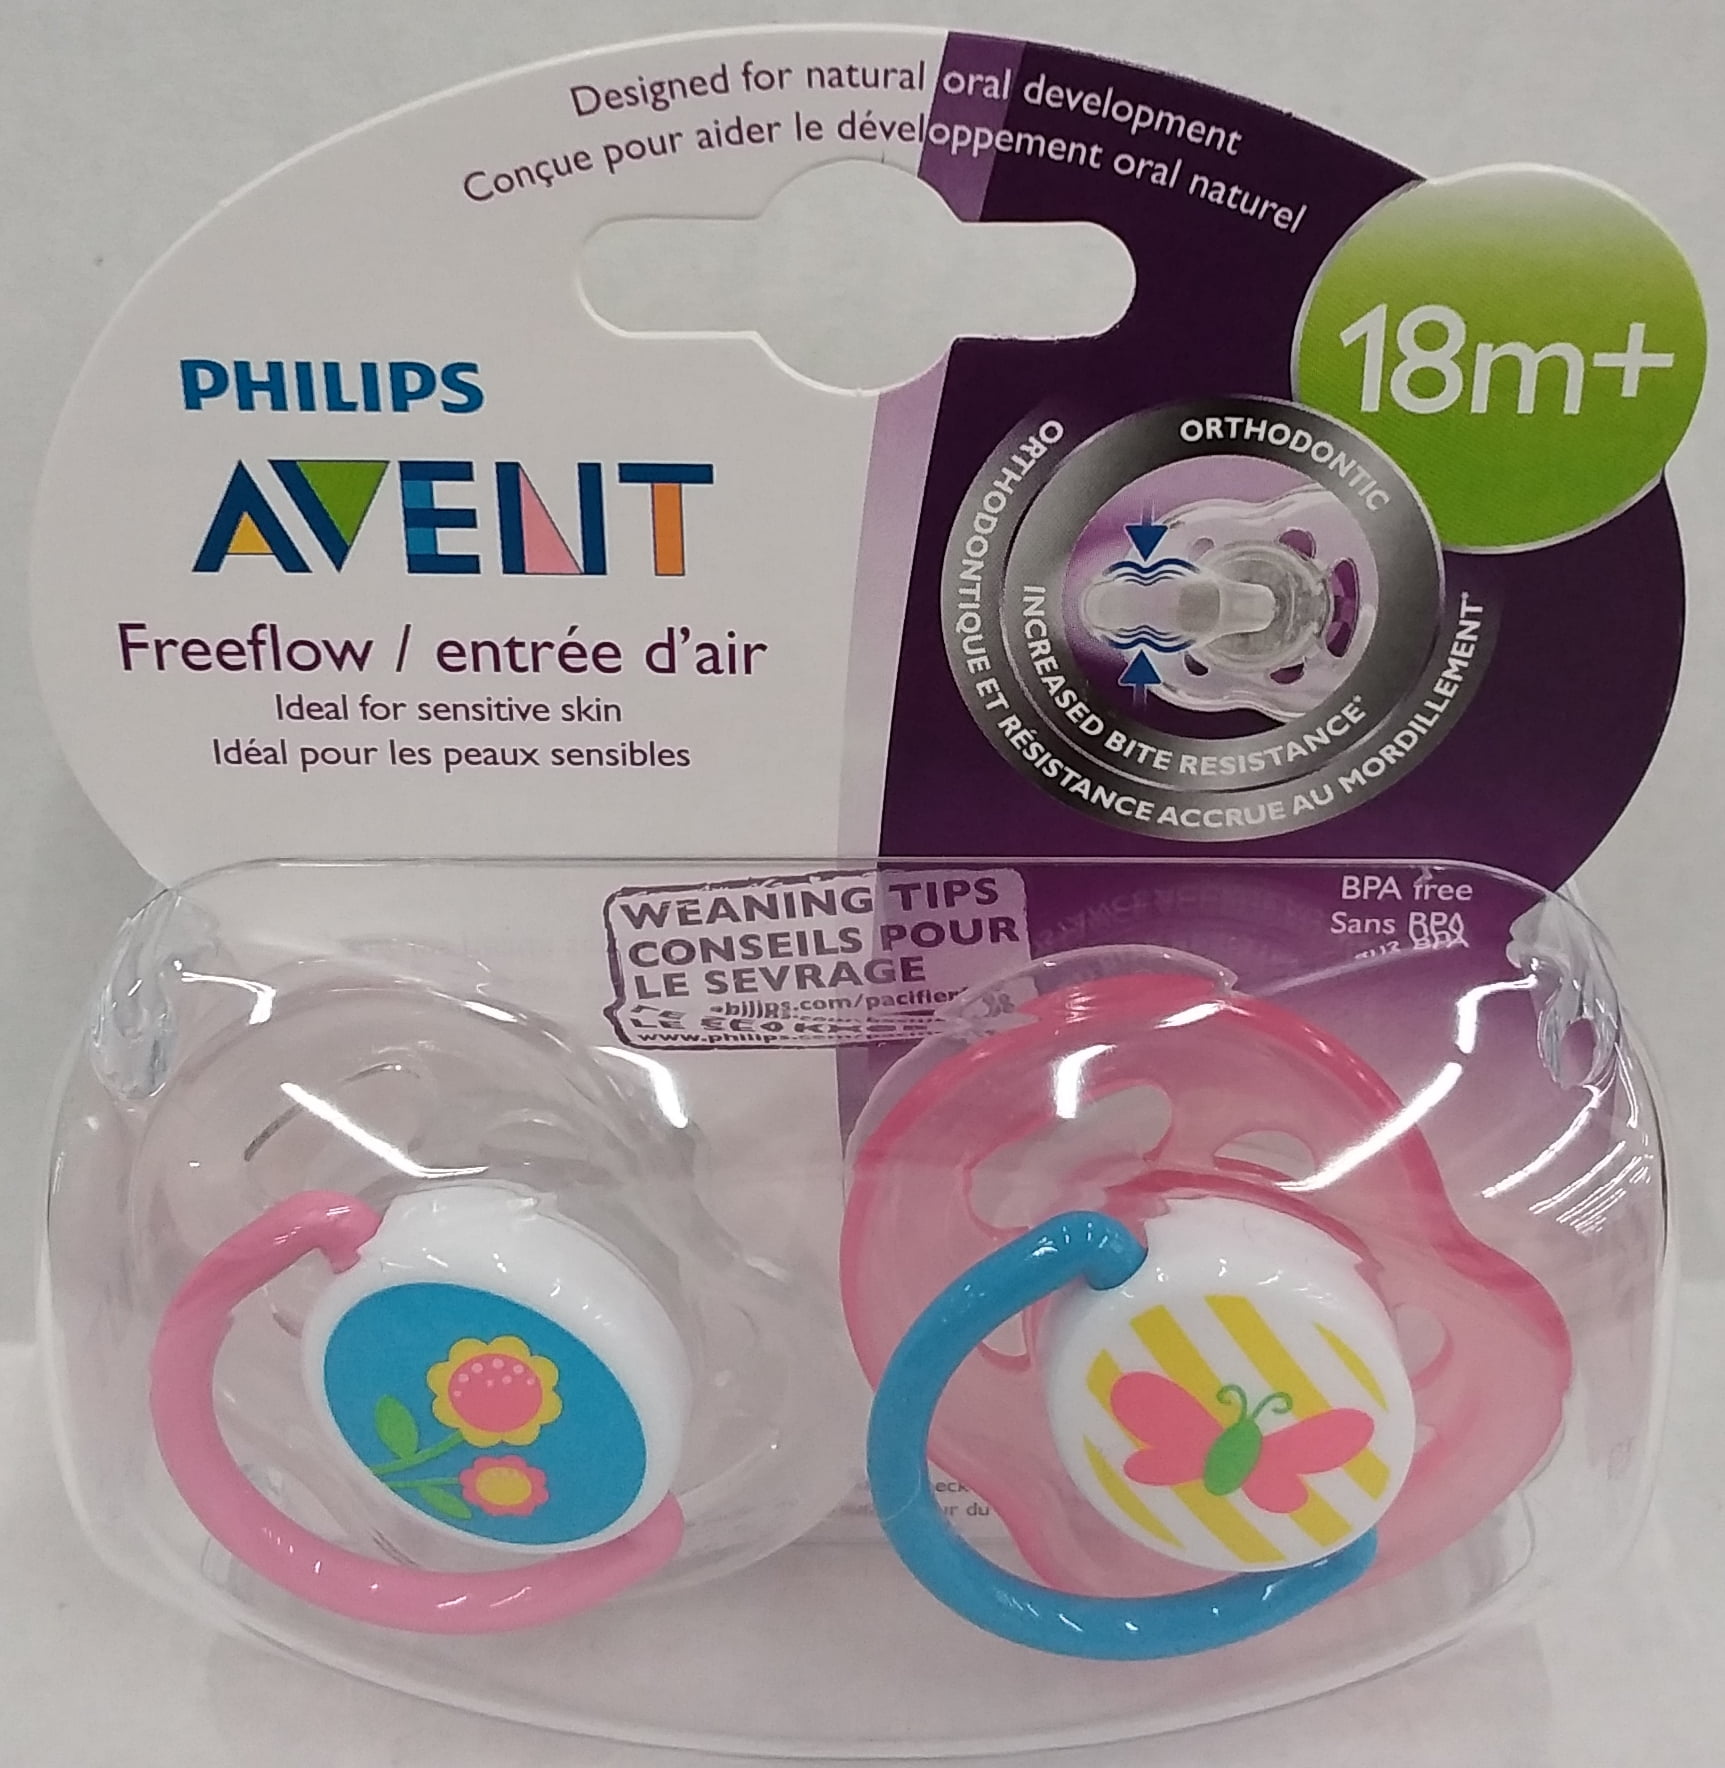 Designed for natural oral development
Conçue pour aider le développement oral naturel
18m+
PHILIPS
AVENT
Freeflow / entrée d'air
Ideal for sensitive skin
Idéal pour les peaux sensibles
ORTHODONTIC
INCREASED BITE RESISTANCE*
ORTHODONTIQUE ET RÉSISTANCE ACCRUE AU MORDILLEMENT*
WEANING TIPS
CONSEILS POUR
LE SEVRAGE
BPA free
Sans BPA